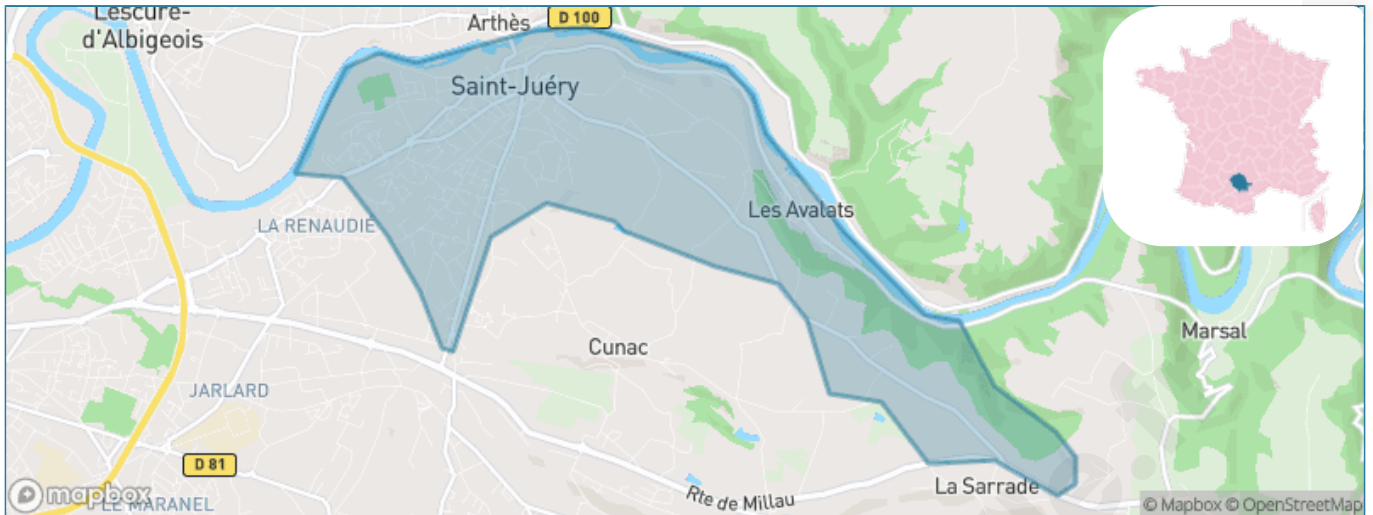 Lescure-
d'Albigeois
Arthès
D 100
Saint-Juéry
LA RENAUDIÉ
Les Avalats
Cunac
Marsal
JARLARD
D 81
La Sarrade
Rte de Millau
LE MARANEL
mapbox
© Mapbox © OpenStreetMap